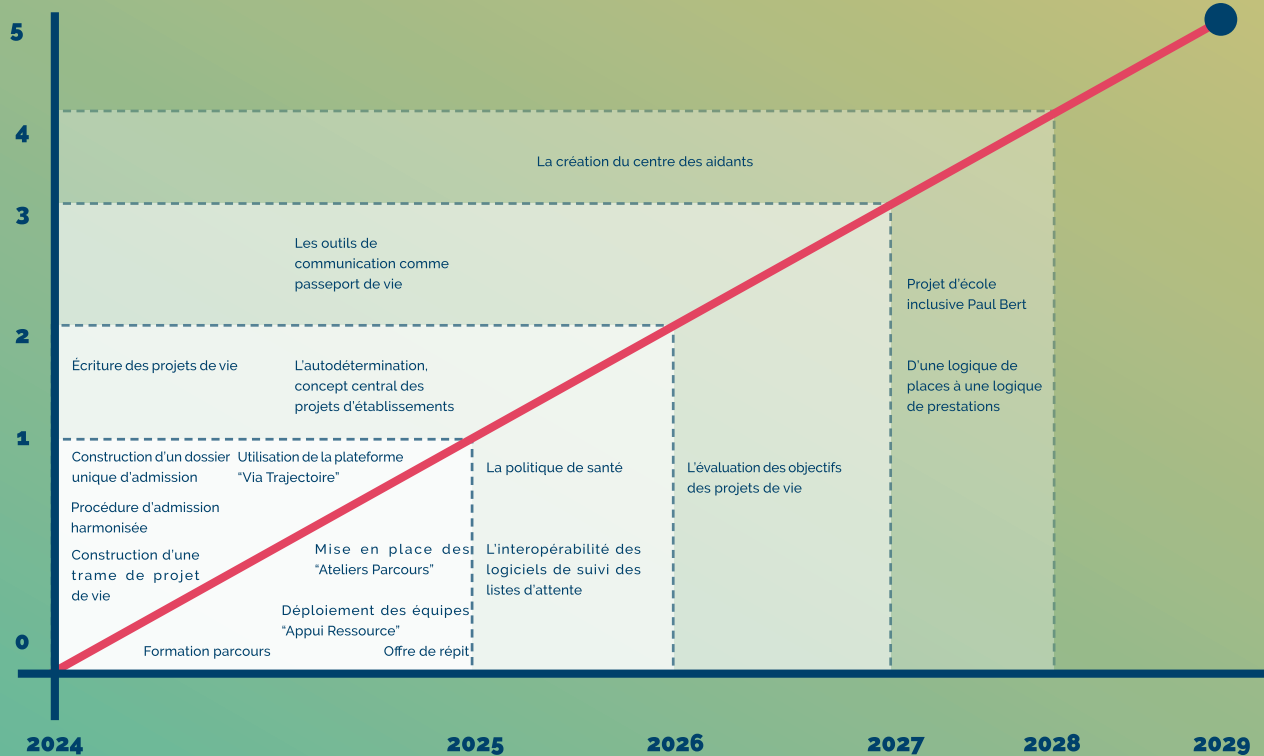 5
4
La création du centre des aidants
3
Les outils de
communication comme
passeport de vie
Projet d’école
inclusive Paul Bert
2
Écriture des projets de vie
L’autodétermination,
concept central des
projets d’établissements
D’une logique de
places à une logique
de prestations
1
Construction d’un dossier
unique d’admission
Utilisation de la plateforme
“Via Trajectoire”
La politique de santé
L’évaluation des objectifs
des projets de vie
Procédure d’admission
harmonisée
Construction d’une
trame de projet
de vie
Mise en place des
“Ateliers Parcours”
L’interopérabilité des
logiciels de suivi des
listes d’attente
Déploiement des équipes
“Appui Ressource”
0
Formation parcours
Offre de répit
2024
2025
2026
2027
2028
2029